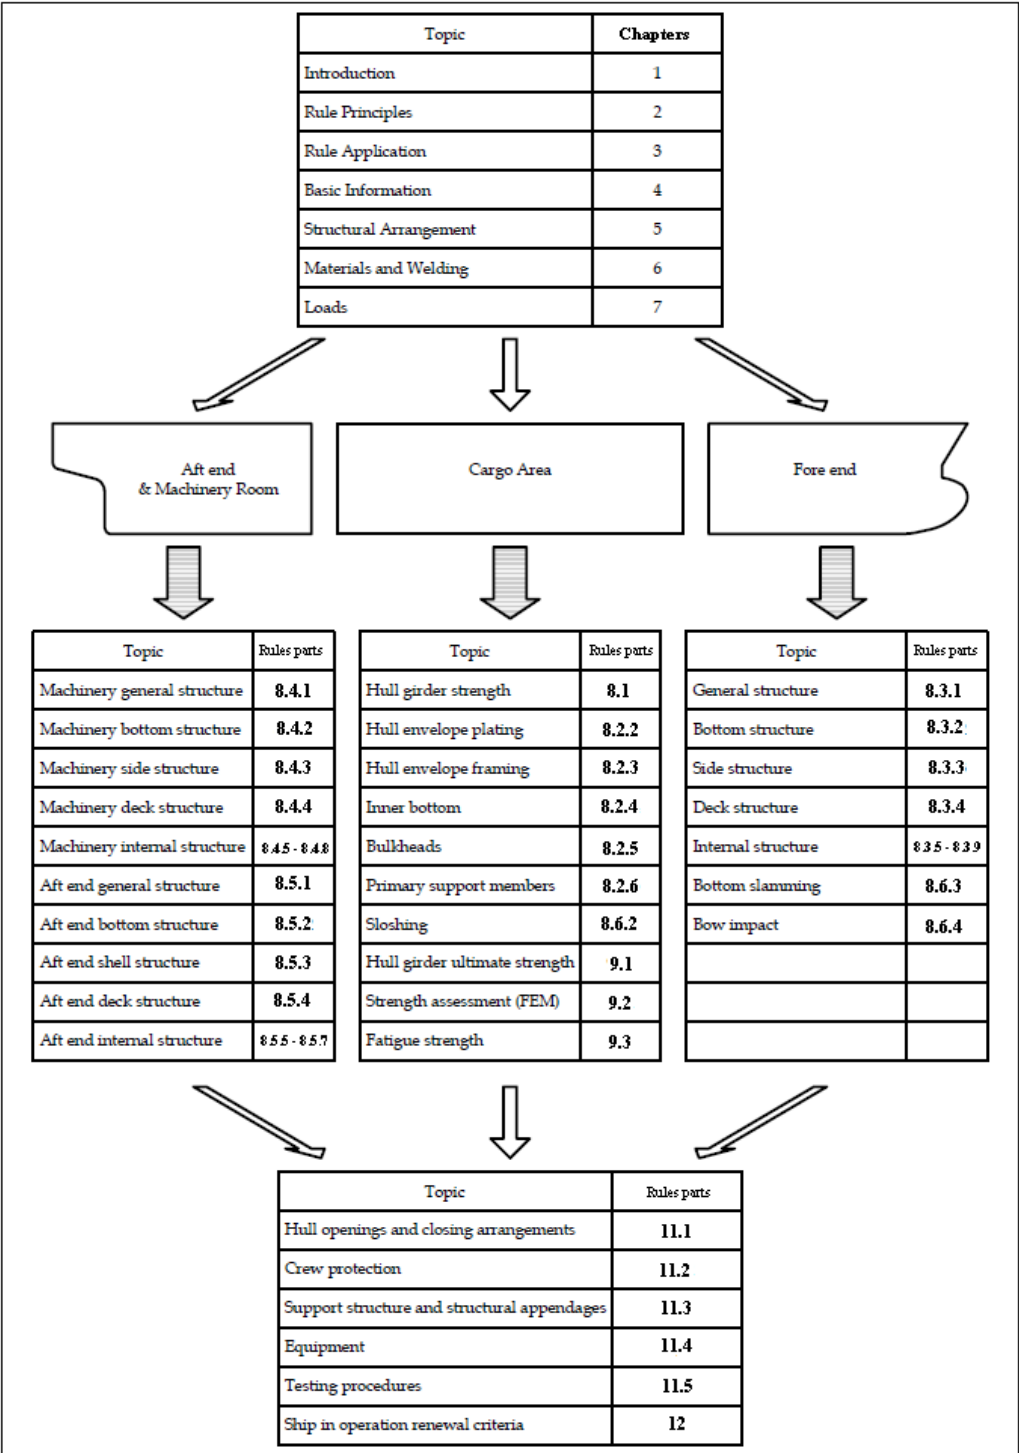 Topic Chapters
Introduction 1
Rule Principles 2
Rule Application 3
Basic Information 4
Structural Arrangement 5
Materials and Welding 6
Loads 7
Aft end
& Machinery Room
Cargo Area
Fore end
Topic Rules parts
Machinery general structure 8.4.1
Machinery bottom structure 8.4.2
Machinery side structure 8.4.3
Machinery deck structure 8.4.4
Machinery internal structure 8.4.5 - 8.4.8
Aft end general structure 8.5.1
Aft end bottom structure 8.5.2
Aft end shell structure 8.5.3
Aft end deck structure 8.5.4
Aft end internal structure 8.5.5 - 8.5.7
Topic Rules parts
Hull girder strength 8.1
Hull envelope plating 8.2.2
Hull envelope framing 8.2.3
Inner bottom 8.2.4
Bulkheads 8.2.5
Primary support members 8.2.6
Sloshing 8.6.2
Hull girder ultimate strength 9.1
Strength assessment (FEM) 9.2
Fatigue strength 9.3
Topic Rules parts
General structure 8.3.1
Bottom structure 8.3.2
Side structure 8.3.3
Deck structure 8.3.4
Internal structure 8.3.5 - 8.3.9
Bottom slamming 8.6.3
Bow impact 8.6.4
Topic Rules parts
Hull openings and closing arrangements 11.1
Crew protection 11.2
Support structure and structural appendages 11.3
Equipment 11.4
Testing procedures 11.5
Ship in operation renewal criteria 12